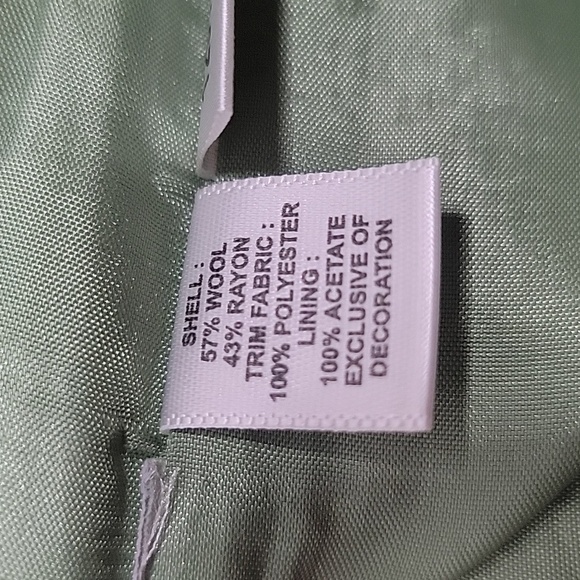 SHELL :
57% WOOL
43% RAYON
TRIM FABRIC :
100% POLYESTER
LINING :
100% ACETATE
EXCLUSIVE OF
DECORATION